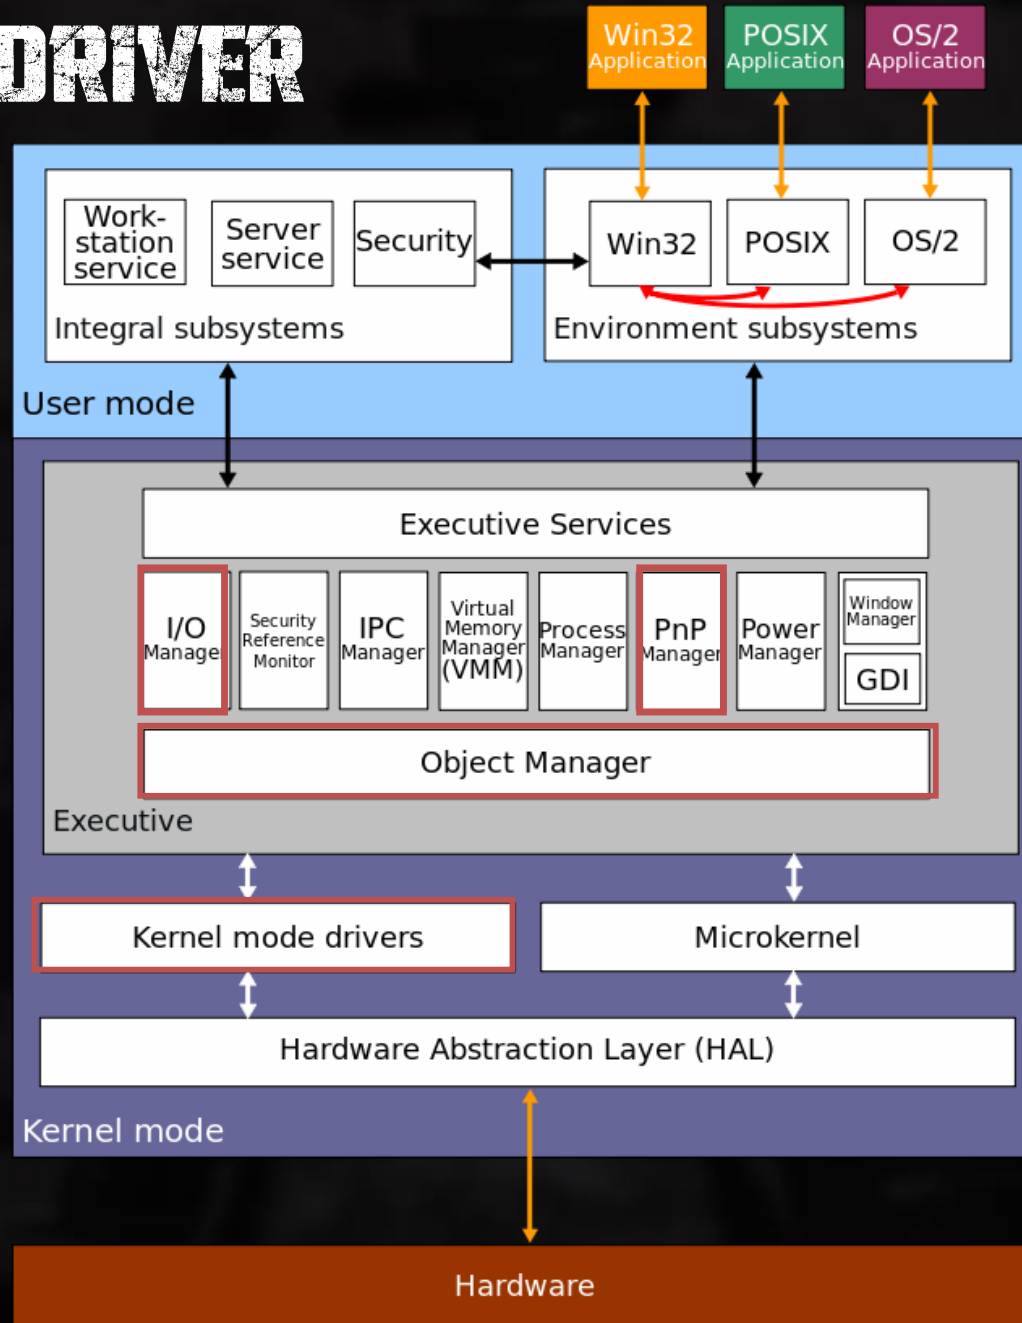 DRIVER
Win32
Application
POSIX
Application
OS/2
Application
Work-
station
service
Server
service
Security
Integral subsystems
Win32
POSIX
OS/2
Environment subsystems
User mode
Executive Services
I/O
Manager
Security
Reference
Monitor
IPC
Manager
Virtual
Memory
Manager
(VMM)
Process
Manager
PnP
Manager
Power
Manager
Window
Manager
GDI
Object Manager
Executive
Kernel mode drivers
Microkernel
Hardware Abstraction Layer (HAL)
Kernel mode
Hardware